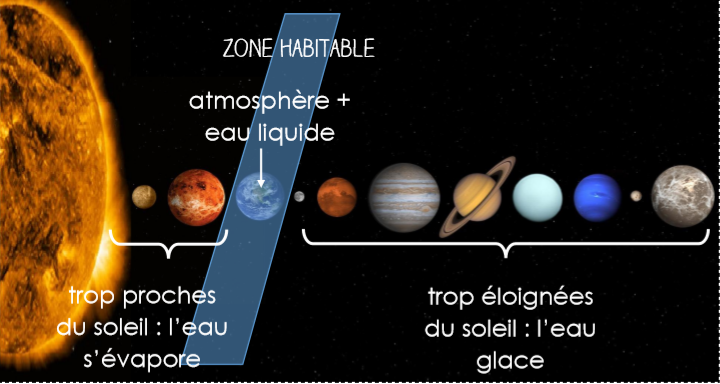 ZONE HABITABLE
atmosphère +
eau liquide
trop proches
du soleil : l’eau
s’évapore
trop éloignées
du soleil : l’eau
glace